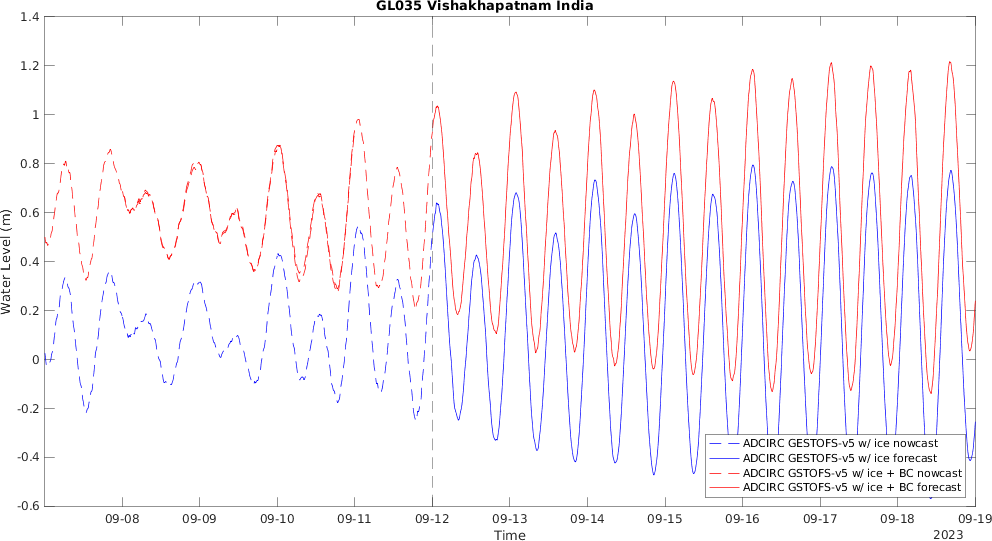 GL035 Vishakhapatnam India
1.4
1.2
1
0.8
0.6
0.4
0.2
0
-0.2
-0.4
-0.6
Water Level (m)
ADCIRC GESTOFS-v5 w/ ice nowcast
ADCIRC GESTOFS-v5 w/ ice forecast
ADCIRC GSTOFS-v5 w/ ice + BC nowcast
ADCIRC GSTOFS-v5 w/ ice + BC forecast
09-08 09-09 09-10 09-11 09-12 09-13 09-14 09-15 09-16 09-17 09-18 09-19
Time
2023